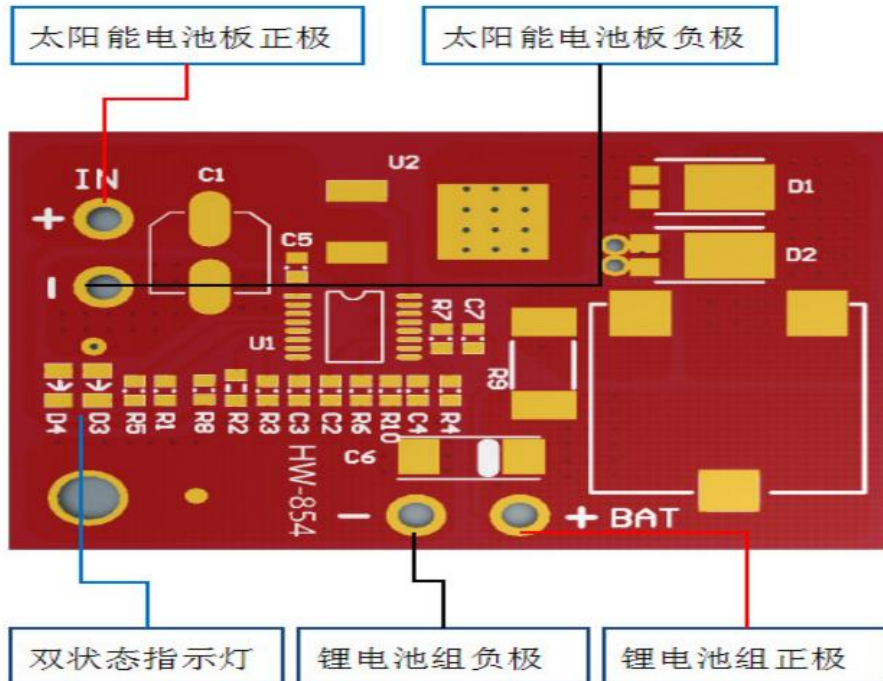 太阳能电池板正极
太阳能电池板负极
IN
C1
U2
+
C5
D1
-
D2
U1
R7
C7
R9
D4
D3
R5
R1
R8
R2
R3
C3
C2
R6
R10
C4
R4
C6
HW-854
-
+ BAT
双状态指示灯
锂电池组负极
锂电池组正极